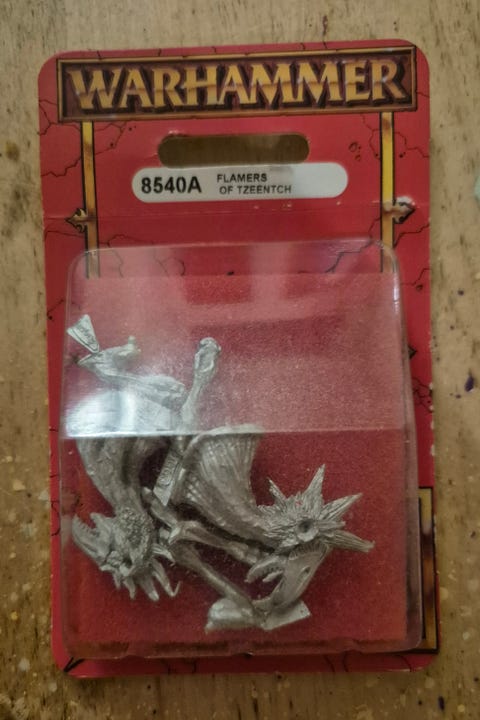 WARHAMMER
8540A
FLAMERS
OF TZEENTCH